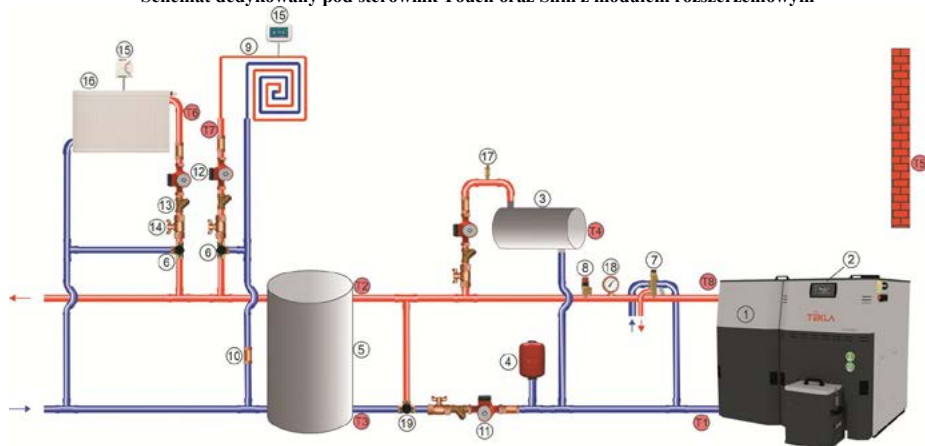 Schemat dedykowany pod sterownik Touch oraz Slim z modułem rozszerzeniowym
15
15
9
16
T6
T7
17
T5
12
3
13
14
T4
6
6
8
18
7
T8
2
T2
1
TEKLA
10
5
4
T3
19
11
T1